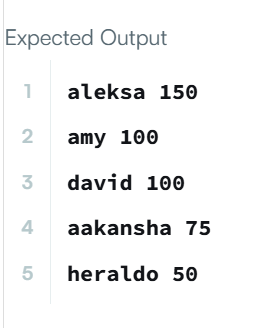 Expected Output
1 aleksa 150
2 amy 100
3 david 100
4 aakansha 75
5 heraldo 50